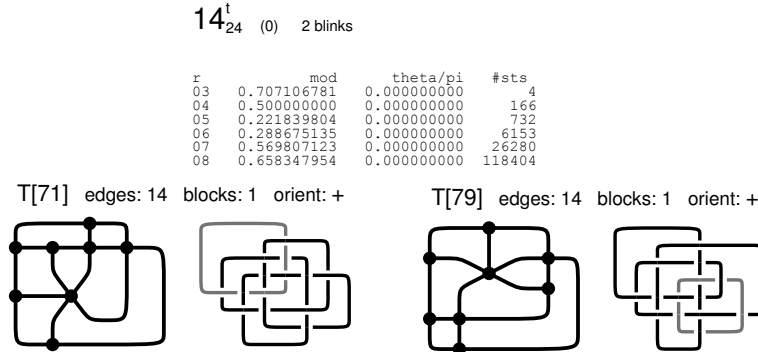 14^t_24 (0) 2 blinks
r mod theta/pi #sts
03 0.707106781 0.000000000 4
04 0.500000000 0.000000000 166
05 0.221839804 0.000000000 732
06 0.288675135 0.000000000 6153
07 0.569807123 0.000000000 26280
08 0.658347954 0.000000000 118404
T[71] edges: 14 blocks: 1 orient: + T[79] edges: 14 blocks: 1 orient: +